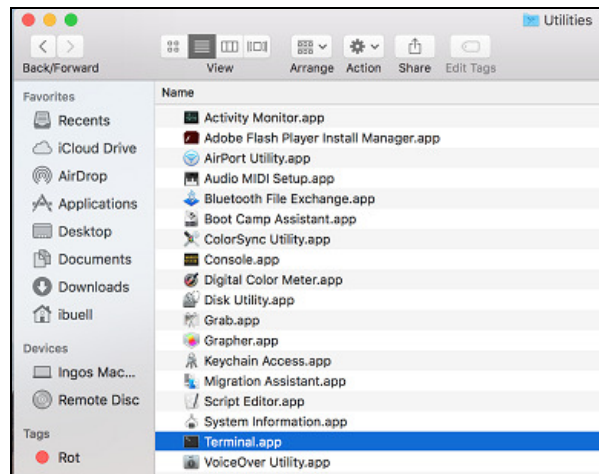 Utilities
Back/Forward
View
Arrange
Action
Share
Edit Tags
Favorites
Recents
iCloud Drive
AirDrop
Applications
Desktop
Documents
Downloads
ibuell
Devices
Ingos Mac...
Remote Disc
Tags
Rot
Name
Activity Monitor.app
Adobe Flash Player Install Manager.app
AirPort Utility.app
Audio MIDI Setup.app
Bluetooth File Exchange.app
Boot Camp Assistant.app
ColorSync Utility.app
Console.app
Digital Color Meter.app
Disk Utility.app
Grab.app
Grapher.app
Keychain Access.app
Migration Assistant.app
Script Editor.app
System Information.app
Terminal.app
VoiceOver Utility.app